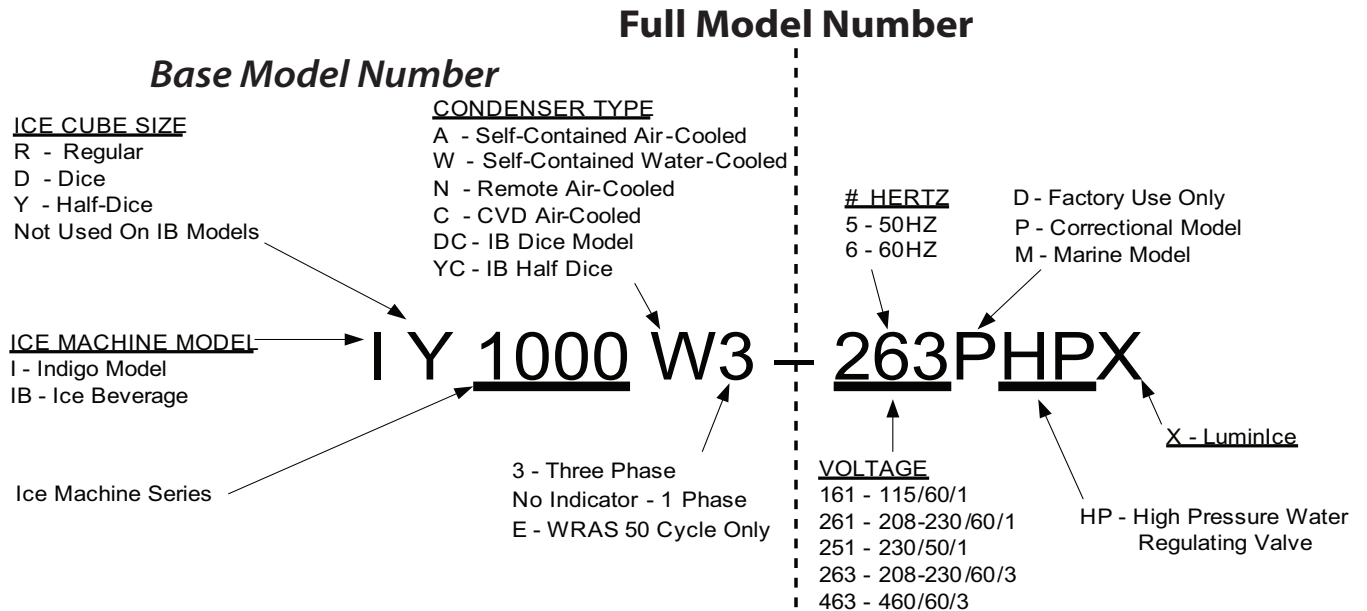 Full Model Number
Base Model Number
ICE CUBE SIZE
R - Regular
D - Dice
Y - Half-Dice
Not Used On IB Models
CONDENSER TYPE
A - Self-Contained Air-Cooled
W - Self-Contained Water-Cooled
N - Remote Air-Cooled
C - CVD Air-Cooled
DC - IB Dice Model
YC - IB Half Dice
# HERTZ
5 - 50HZ
6 - 60HZ
D - Factory Use Only
P - Correctional Model
M - Marine Model
ICE MACHINE MODEL
I - Indigo Model
IB - Ice Beverage
I Y 1000 W3 – 263PHPX
Ice Machine Series
3 - Three Phase
No Indicator - 1 Phase
E - WRAS 50 Cycle Only
VOLTAGE
161 - 115/60/1
261 - 208-230/60/1
251 - 230/50/1
263 - 208-230/60/3
463 - 460/60/3
X - LuminIce
HP - High Pressure Water
Regulating Valve